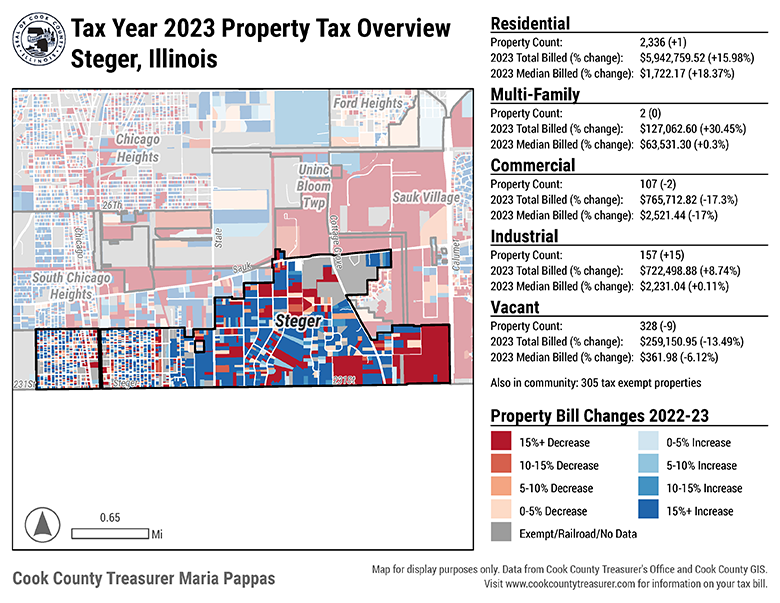 Tax Year 2023 Property Tax Overview
Steger, Illinois
Residential
Property Count: 2,336 (+1)
2023 Total Billed (% change): $5,942,759.52 (+15.98%)
2023 Median Billed (% change): $1,722.17 (+18.37%)
Multi-Family
Property Count: 2 (0)
2023 Total Billed (% change): $127,062.60 (+30.45%)
2023 Median Billed (% change): $63,531.30 (+0.3%)
Commercial
Property Count: 107 (-2)
2023 Total Billed (% change): $765,712.82 (-17.3%)
2023 Median Billed (% change): $2,521.44 (-17%)
Industrial
Property Count: 157 (+15)
2023 Total Billed (% change): $722,498.88 (+8.74%)
2023 Median Billed (% change): $2,231.04 (+0.11%)
Vacant
Property Count: 328 (-9)
2023 Total Billed (% change): $259,150.95 (-13.49%)
2023 Median Billed (% change): $361.98 (-6.12%)
Also in community: 305 tax exempt properties
Property Bill Changes 2022-23
15%+ Decrease
0-5% Increase
10-15% Decrease
5-10% Increase
5-10% Decrease
10-15% Increase
0-5% Decrease
15%+ Increase
Exempt/Railroad/No Data
Ford Heights
Chicago
Heights
Uninc
Bloom
Twp
Sauk Village
26Th
Chicago
State
Cottage Grove
Calumet
Sauk
South Chicago
Heights
Steger
231St
Steger
231St
0.65
Mi
Cook County Treasurer Maria Pappas
Map for display purposes only. Data from Cook County Treasurer's Office and Cook County GIS.
Visit www.cookcountytreasurer.com for information on your tax bill.